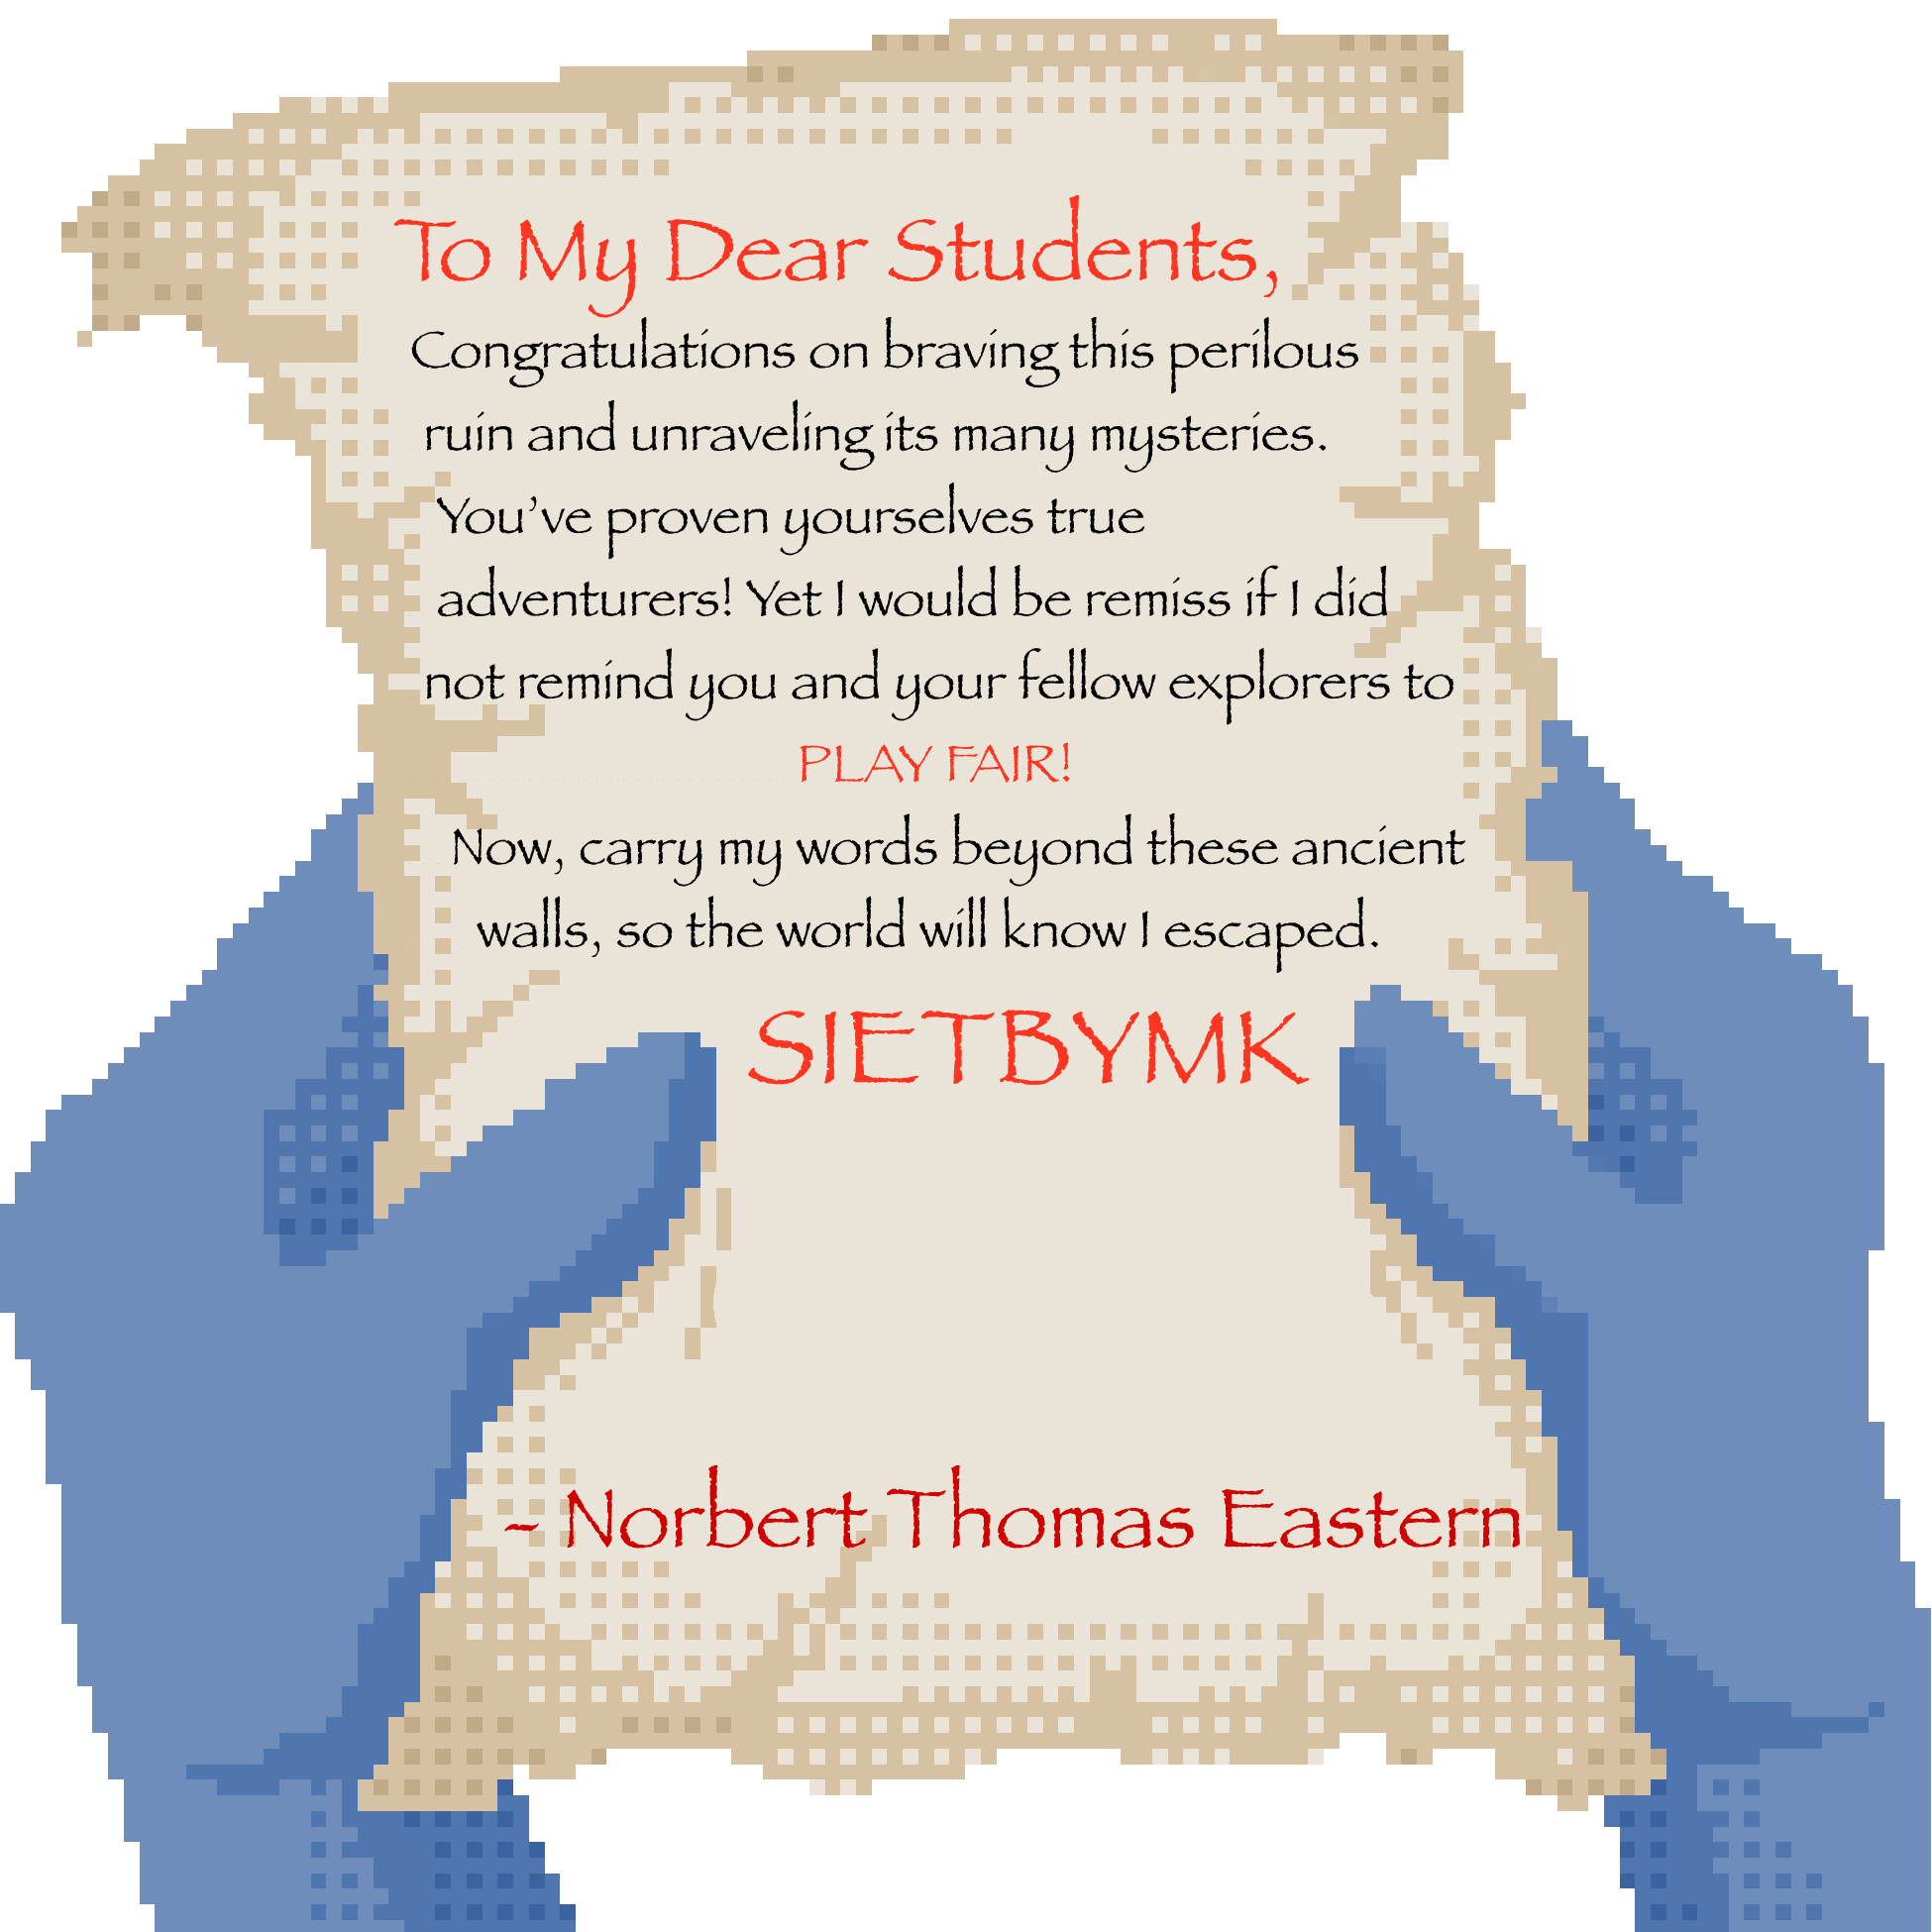 To My Dear Students,
Congratulations on braving this perilous
ruin and unraveling its many mysteries.
You’ve proven yourselves true
adventurers! Yet I would be remiss if I did
not remind you and your fellow explorers to
PLAY FAIR!
Now, carry my words beyond these ancient
walls, so the world will know I escaped.
SIETBYMK
- Norbert Thomas Eastern